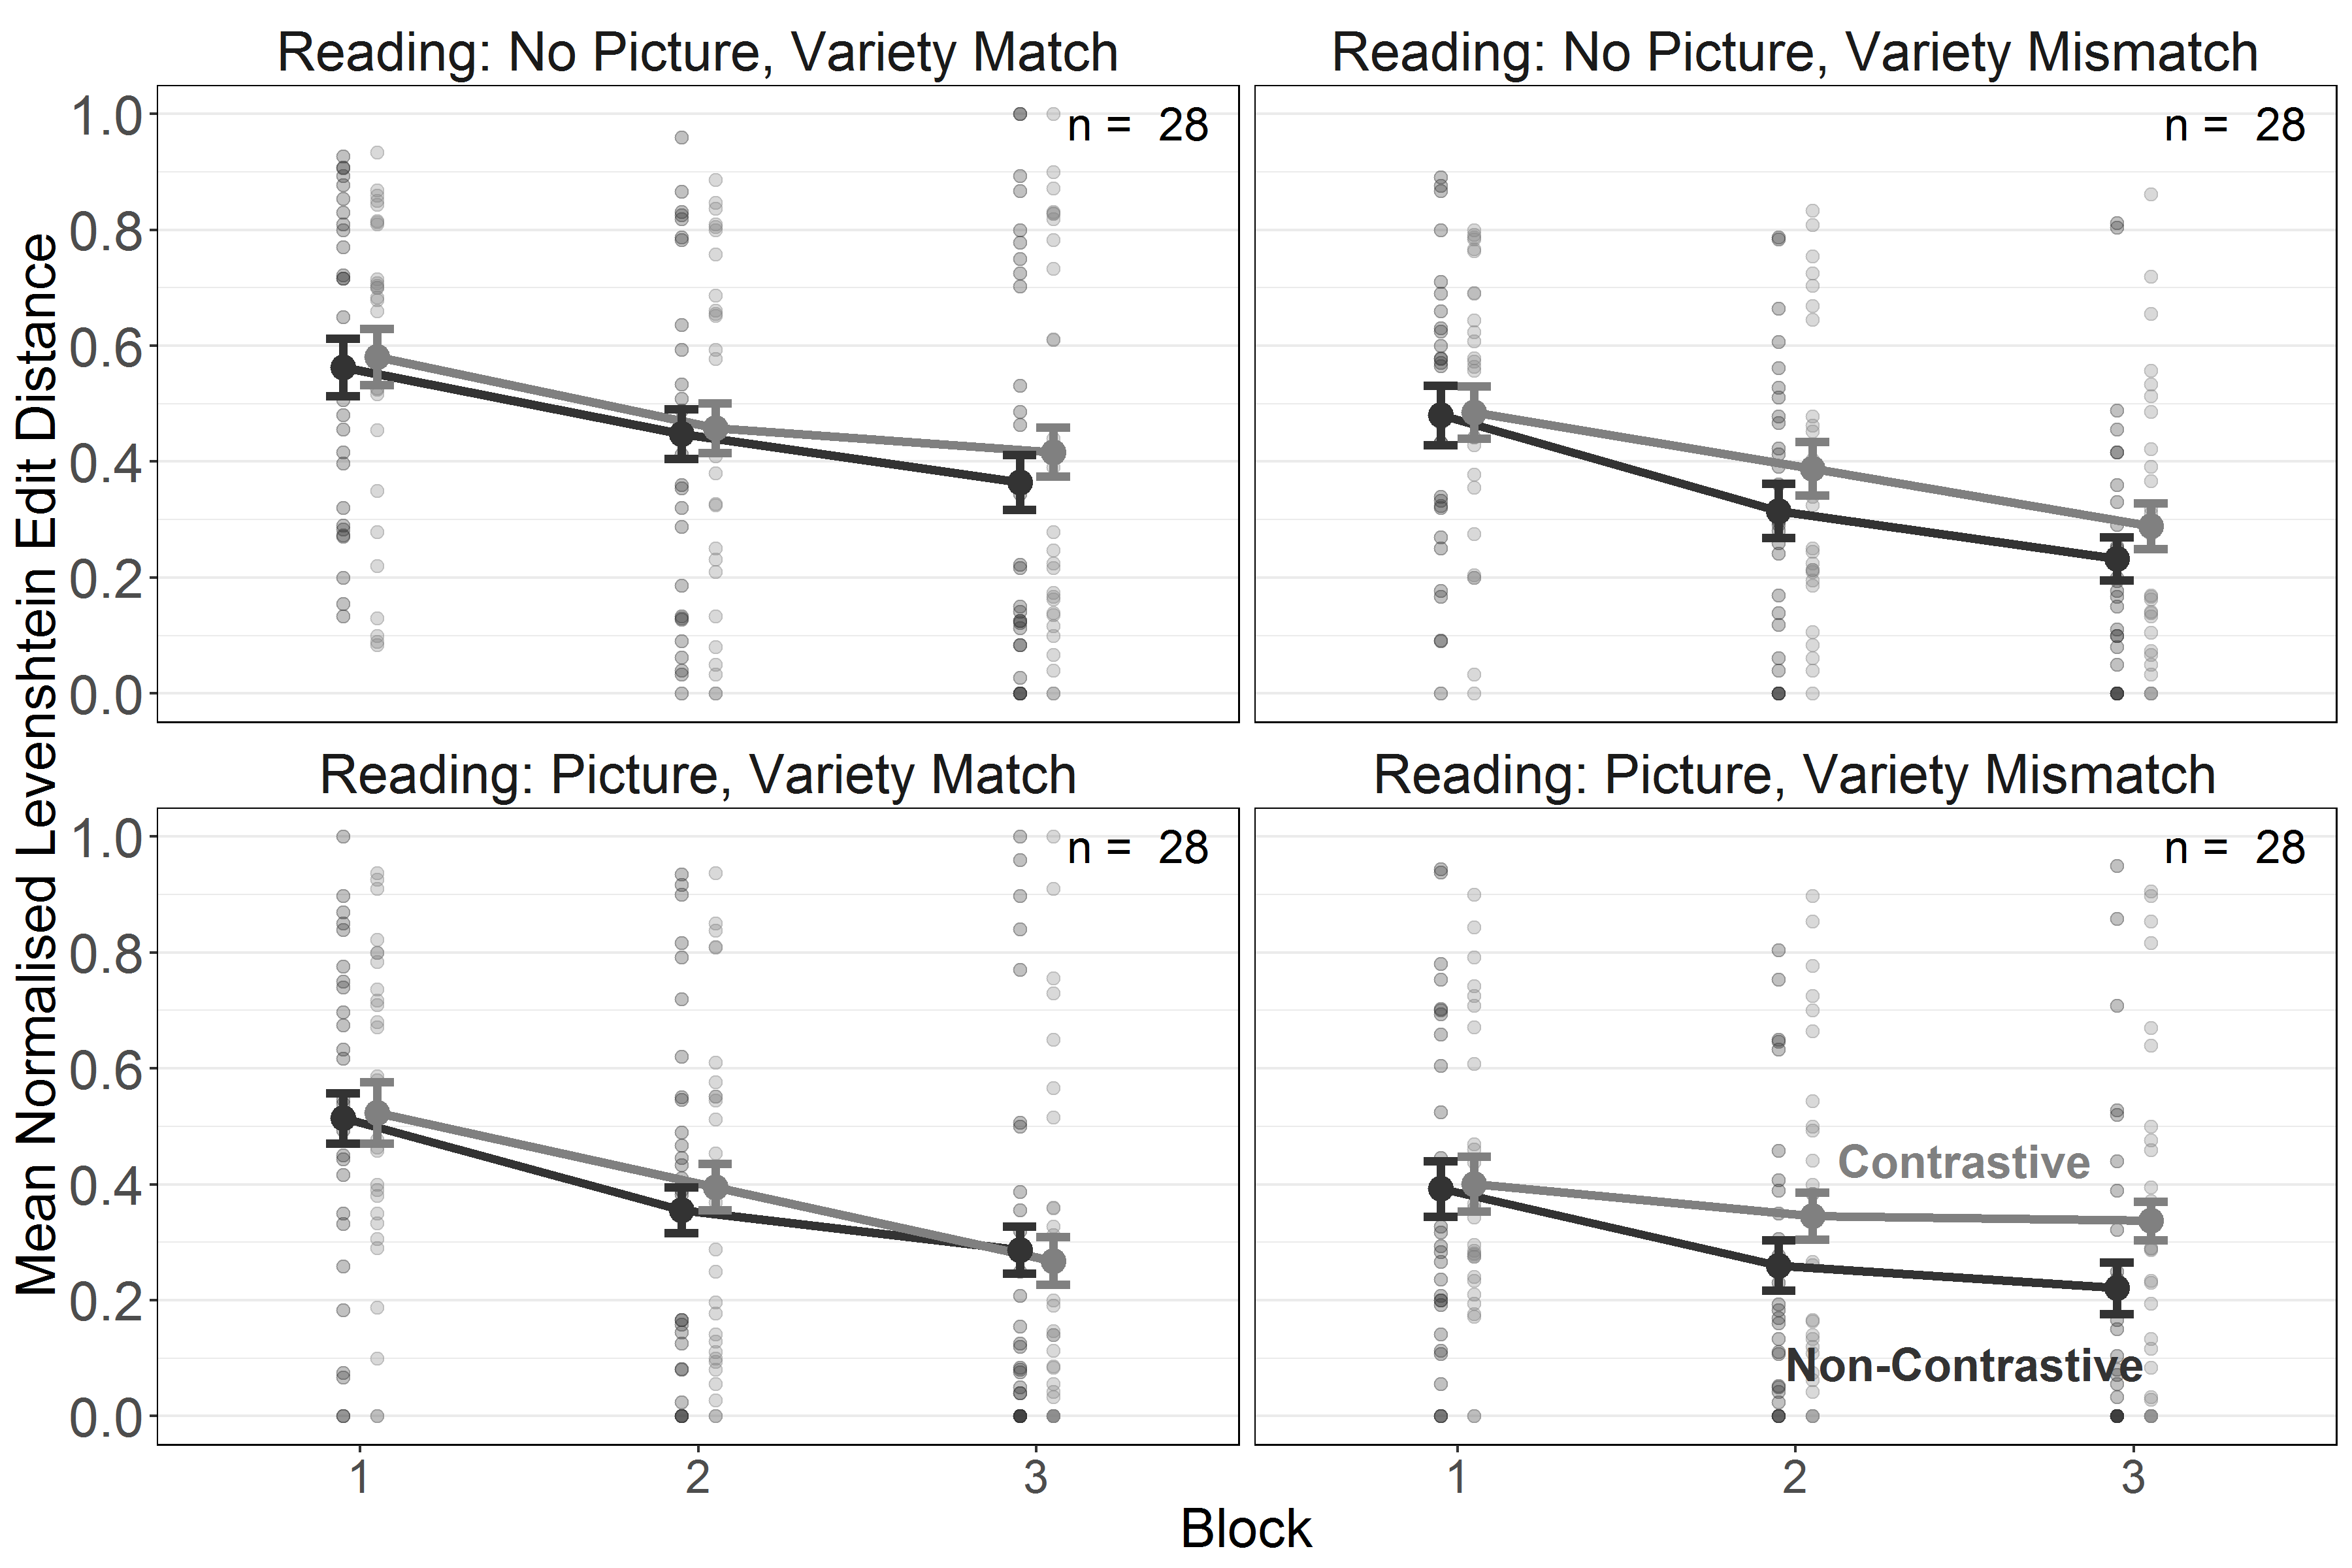 Reading: No Picture, Variety Match
Reading: No Picture, Variety Mismatch
n = 28
n = 28
1.0
0.8
0.6
0.4
0.2
0.0
Mean Normalised Levenshtein Edit Distance
Reading: Picture, Variety Match
Reading: Picture, Variety Mismatch
n = 28
n = 28
1.0
0.8
0.6
0.4
0.2
0.0
Contrastive
Non-Contrastive
1 2 3
1 2 3
Block